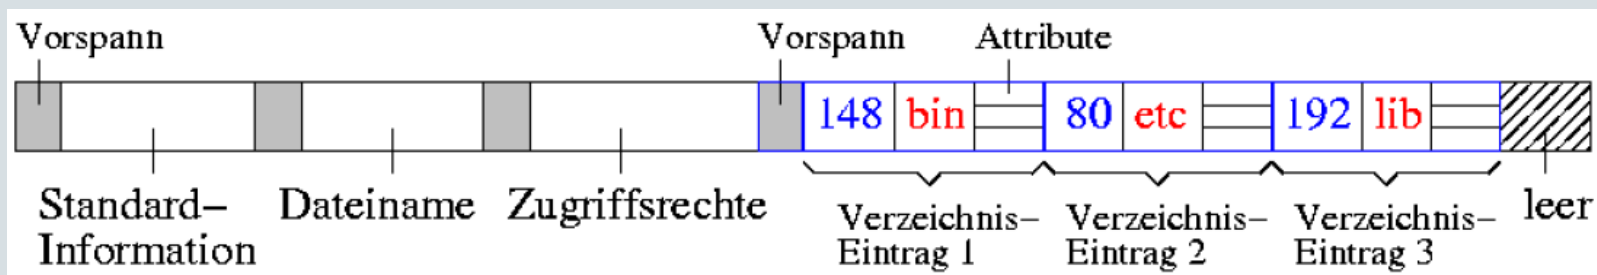 Vorspann
Vorspann
Attribute
148 bin 80 etc 192 lib
Standard–
Information
Dateiname
Zugriffsrechte
Verzeichnis–
Eintrag 1
Verzeichnis–
Eintrag 2
Verzeichnis–
Eintrag 3
leer